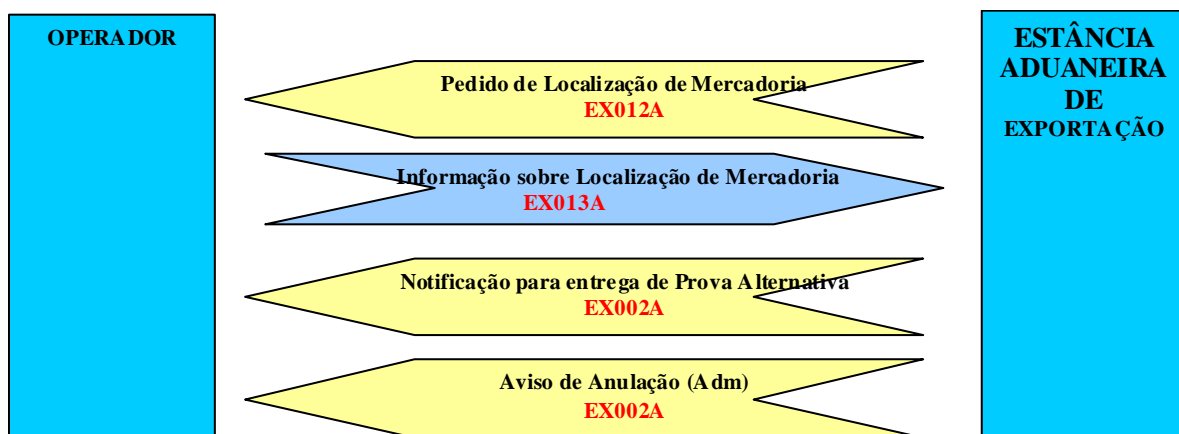 OPERADOR
Pedido de Localização de Mercadoria
EX012A
Informação sobre Localização de Mercadoria
EX013A
Notificação para entrega de Prova Alternativa
EX002A
Aviso de Anulação (Adm)
EX002A
ESTÂNCIA
ADUANEIRA
DE
EXPORTAÇÃO